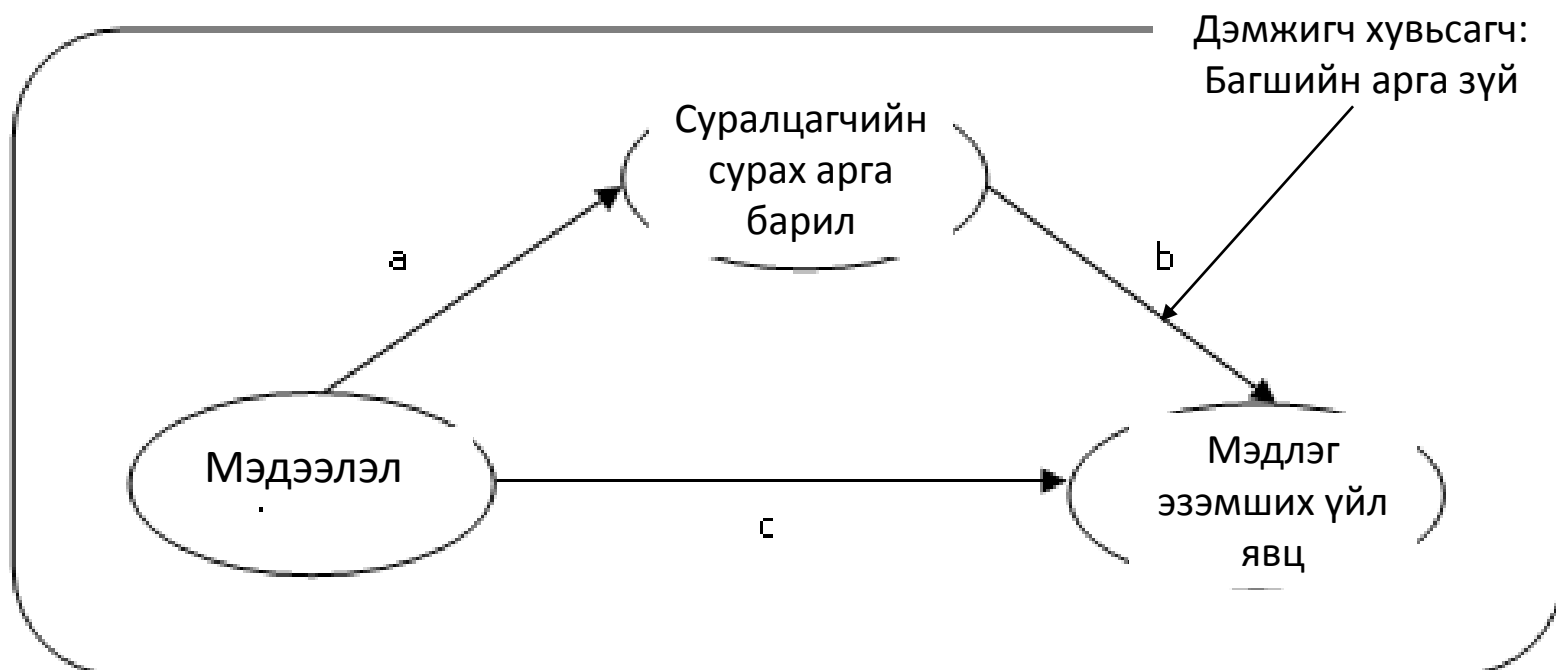 Дэмжигч хувьсагч:
Багшийн арга зүй
Суралцагчийн
сурах арга
барил
a
b
Мэдээлэл
c
Мэдлэг
эзэмших үйл
явц